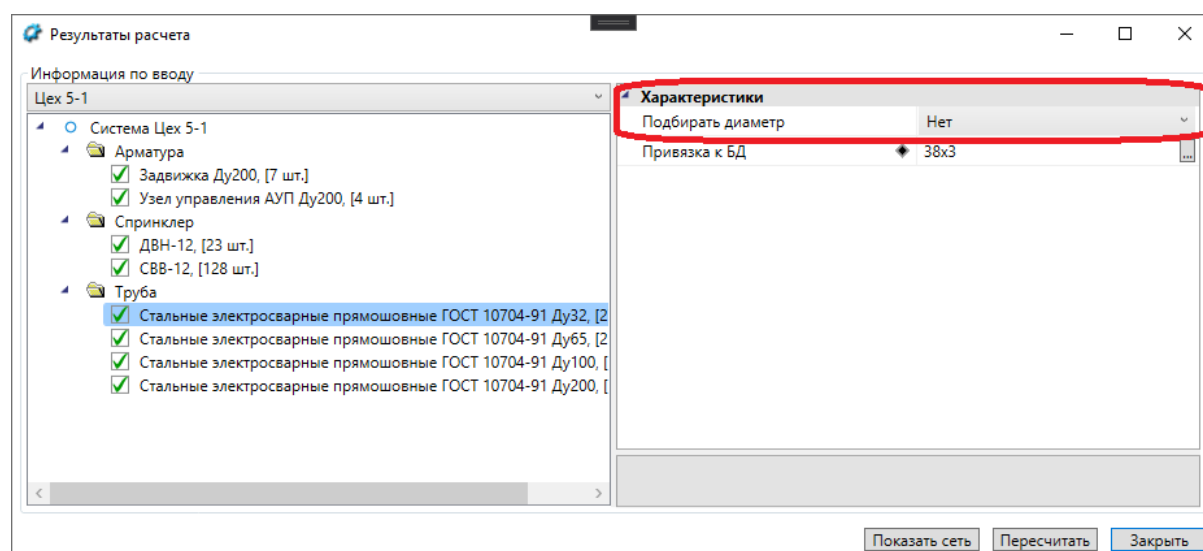 Результаты расчета
Информация по вводу
Цех 5-1
Система Цех 5-1
Арматура
Задвижка Ду200, [7 шт.]
Узел управления АУП Ду200, [4 шт.]
Спринклер
ДВН-12, [23 шт.]
СВВ-12, [128 шт.]
Труба
Стальные электросварные прямошовные ГОСТ 10704-91 Ду32, [2
Стальные электросварные прямошовные ГОСТ 10704-91 Ду65, [2
Стальные электросварные прямошовные ГОСТ 10704-91 Ду100, [
Стальные электросварные прямошовные ГОСТ 10704-91 Ду200, [
Характеристики
Подбирать диаметр Нет
Привязка к БД 38x3 ...
Показать сеть Пересчитать Закрыть